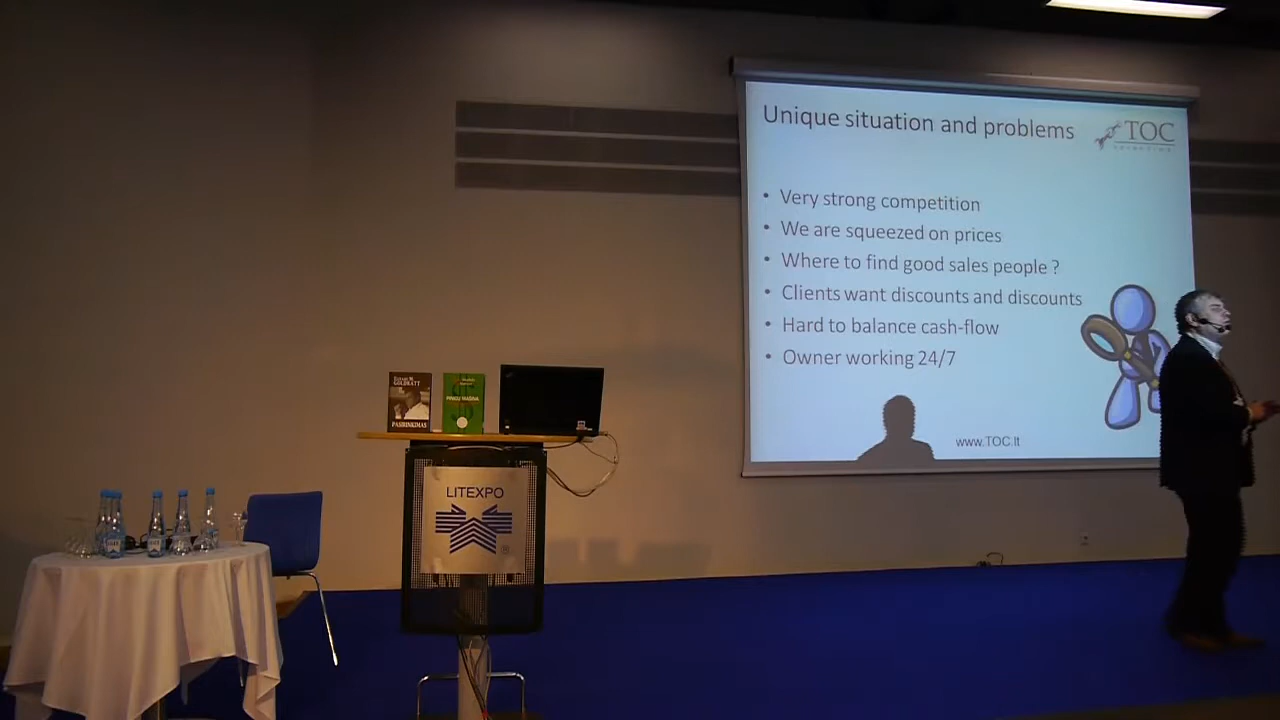 Unique situation and problems
TOC
• Very strong competition
• We are squeezed on prices
• Where to find good sales people ?
• Clients want discounts and discounts
• Hard to balance cash-flow
• Owner working 24/7
www.TOC.lt
GOLDRATT
PASIRINKIMAS
PINIGŲ MAŠINA
LITEXPO
®